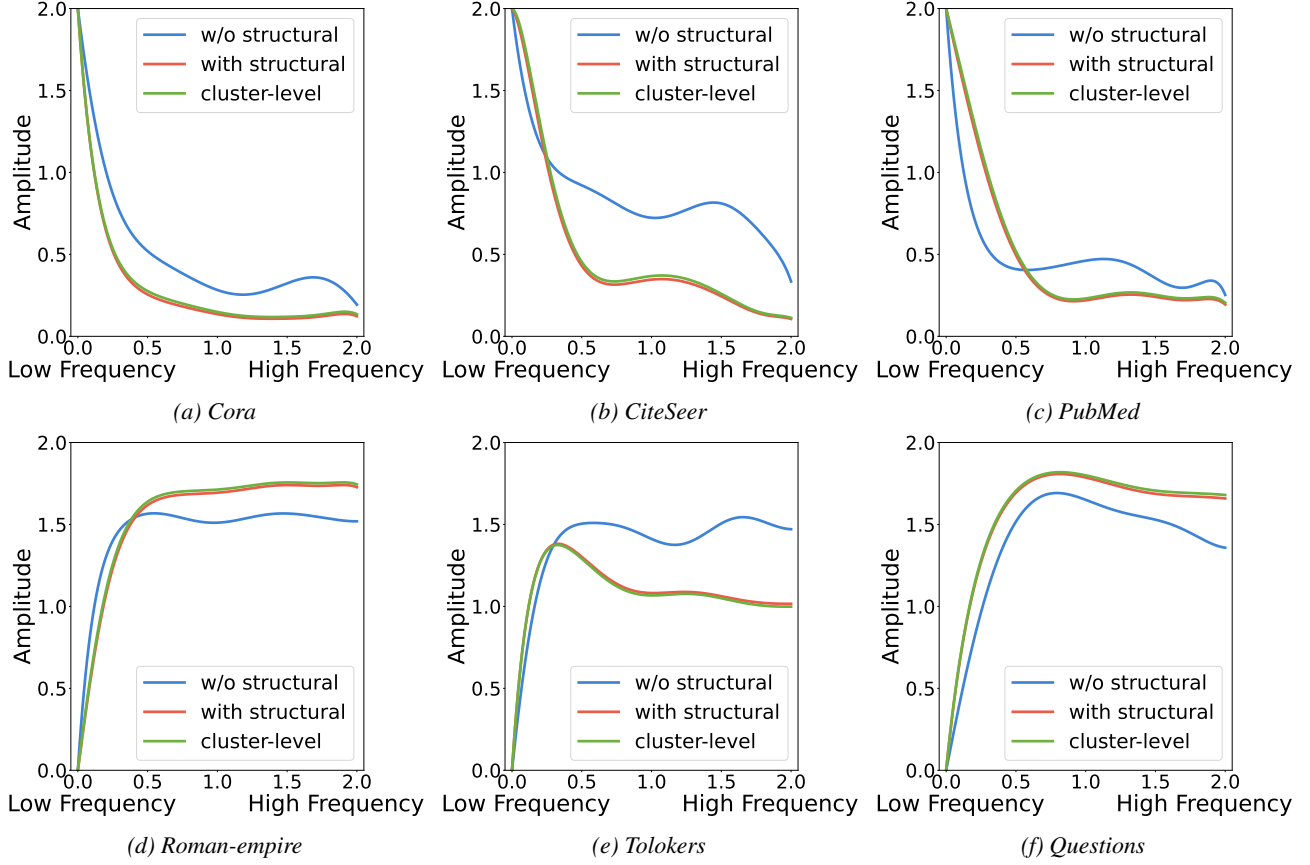 2.0
1.5
1.0
0.5
0.0
Amplitude
w/o structural
with structural
cluster-level
0.0 0.5 1.0 1.5 2.0
Low Frequency High Frequency
(a) Cora
2.0
1.5
1.0
0.5
0.0
Amplitude
w/o structural
with structural
cluster-level
0.0 0.5 1.0 1.5 2.0
Low Frequency High Frequency
(b) CiteSeer
2.0
1.5
1.0
0.5
0.0
Amplitude
w/o structural
with structural
cluster-level
0.0 0.5 1.0 1.5 2.0
Low Frequency High Frequency
(c) PubMed
2.0
1.5
1.0
0.5
0.0
Amplitude
w/o structural
with structural
cluster-level
0.0 0.5 1.0 1.5 2.0
Low Frequency High Frequency
(d) Roman-empire
2.0
1.5
1.0
0.5
0.0
Amplitude
w/o structural
with structural
cluster-level
0.0 0.5 1.0 1.5 2.0
Low Frequency High Frequency
(e) Tolokers
2.0
1.5
1.0
0.5
0.0
Amplitude
w/o structural
with structural
cluster-level
0.0 0.5 1.0 1.5 2.0
Low Frequency High Frequency
(f) Questions